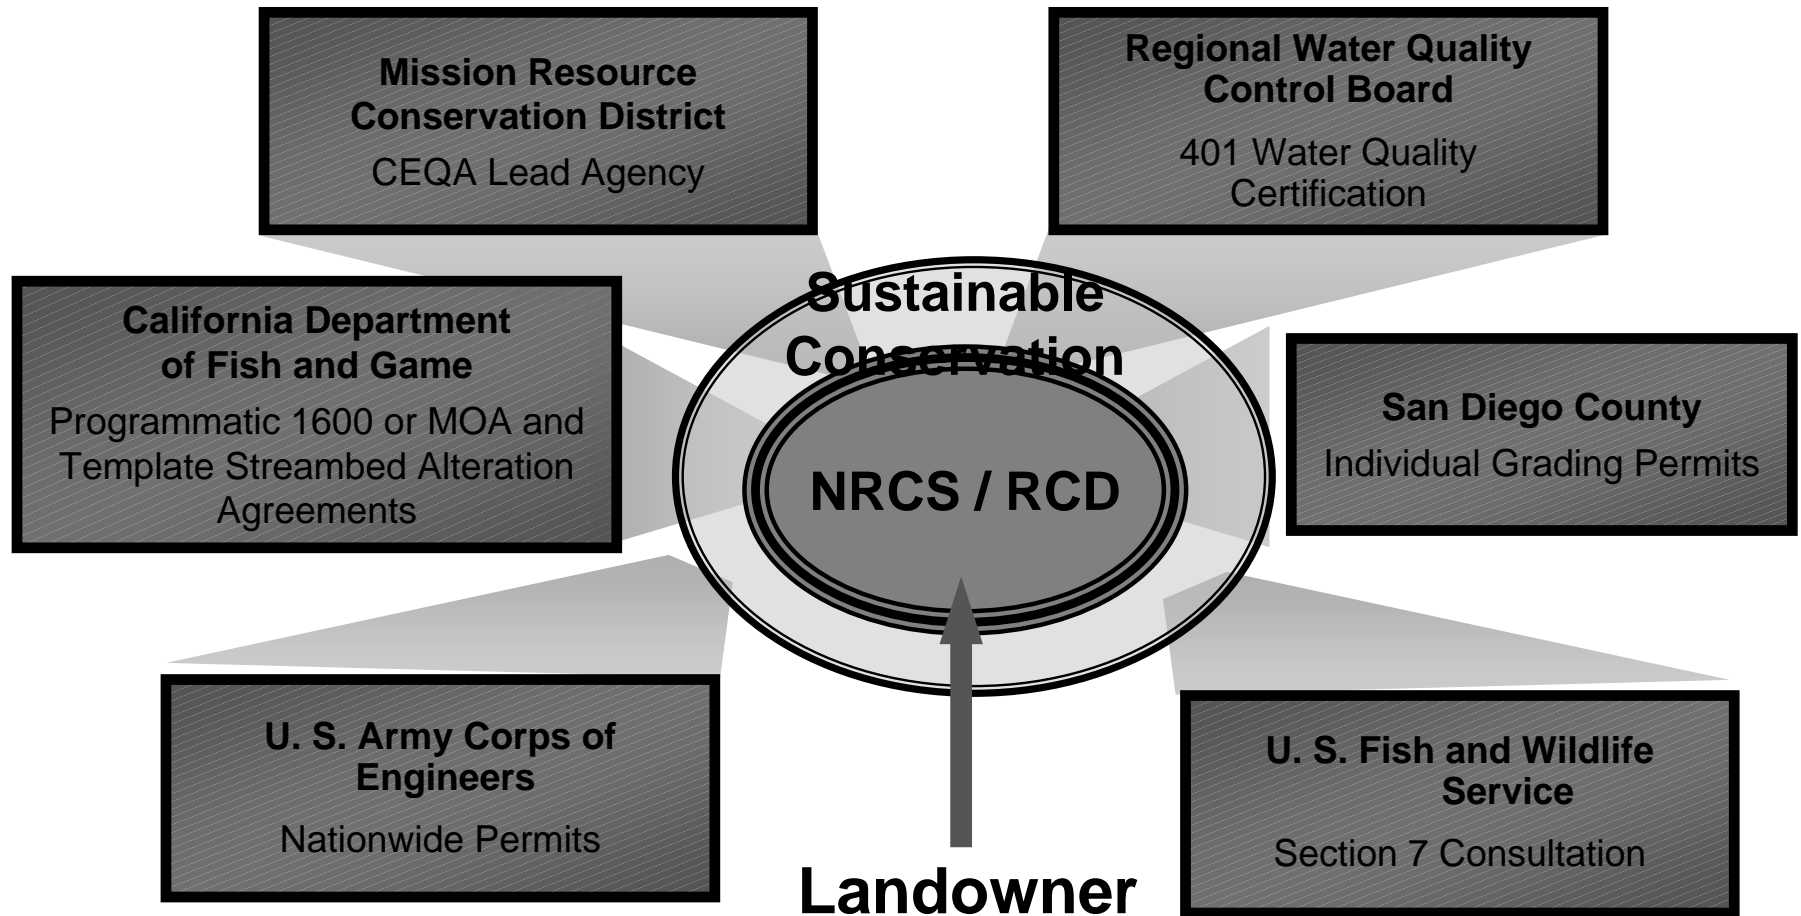 Mission Resource
Conservation District
CEQA Lead Agency
Regional Water Quality
Control Board
401 Water Quality
Certification
California Department
of Fish and Game
Programmatic 1600 or MOA and
Template Streambed Alteration
Agreements
Sustainable
Conservation
NRCS / RCD
San Diego County
Individual Grading Permits
U. S. Army Corps of
Engineers
Nationwide Permits
U. S. Fish and Wildlife
Service
Section 7 Consultation
Landowner